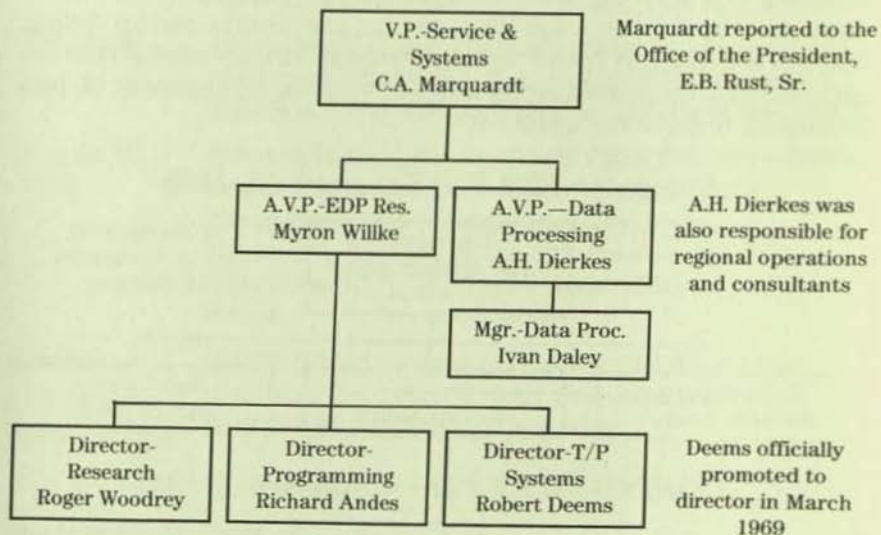 V.P.-Service &
Systems
C.A. Marquardt
Marquardt reported to the
Office of the President,
E.B. Rust, Sr.
A.V.P.-EDP Res.
Myron Willke
A.V.P.—Data
Processing
A.H. Dierkes
A.H. Dierkes was
also responsible for
regional operations
and consultants
Mgr.-Data Proc.
Ivan Daley
Director-
Research
Roger Woodrey
Director-
Programming
Richard Andes
Director-T/P
Systems
Robert Deems
Deems officially
promoted to
director in March
1969